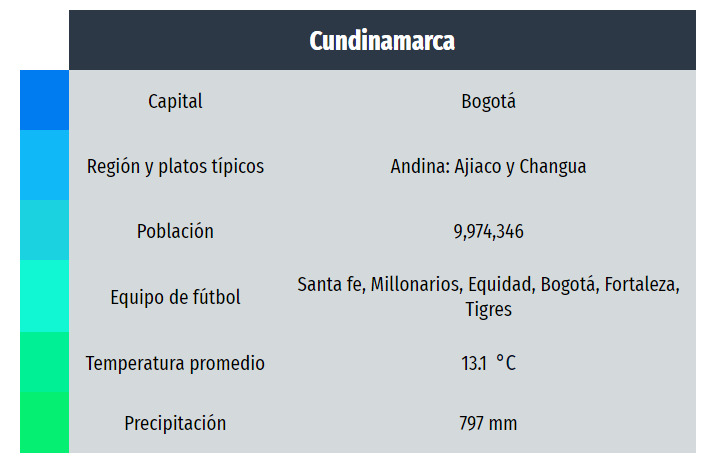 Cundinamarca
Capital Bogotá
Región y platos típicos Andina: Ajiaco y Changua
Población 9,974,346
Equipo de fútbol Santa fe, Millonarios, Equidad, Bogotá, Fortaleza,
Tigres
Temperatura promedio 13.1 °C
Precipitación 797 mm